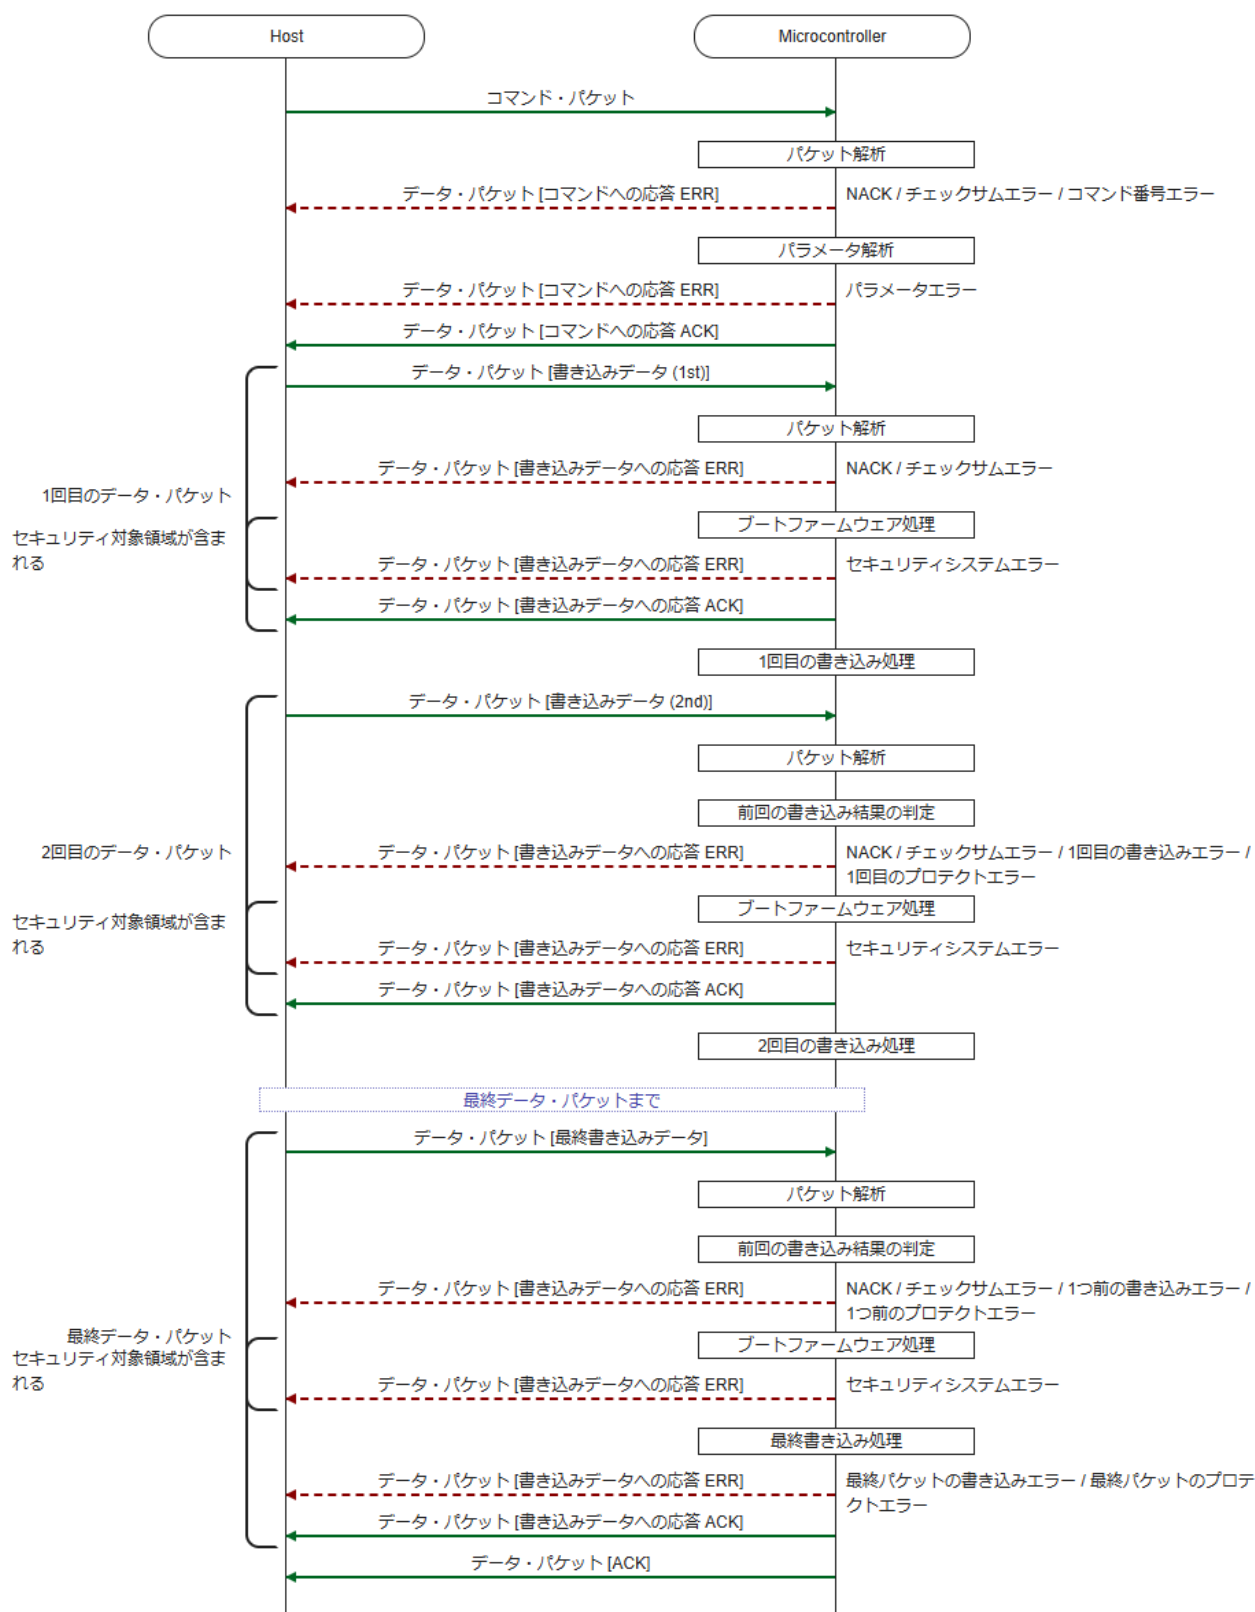 Host
Microcontroller
コマンド・パケット
パケット解析
データ・パケット [コマンドへの応答 ERR]
NACK / チェックサムエラー / コマンド番号エラー
パラメータ解析
データ・パケット [コマンドへの応答 ERR]
パラメータエラー
データ・パケット [コマンドへの応答 ACK]
データ・パケット [書き込みデータ (1st)]
パケット解析
データ・パケット [書き込みデータへの応答 ERR]
NACK / チェックサムエラー
1回目のデータ・パケット
ブートファームウェア処理
セキュリティ対象領域が含ま
れる
データ・パケット [書き込みデータへの応答 ERR]
セキュリティシステムエラー
データ・パケット [書き込みデータへの応答 ACK]
1回目の書き込み処理
データ・パケット [書き込みデータ (2nd)]
パケット解析
前回の書き込み結果の判定
2回目のデータ・パケット
データ・パケット [書き込みデータへの応答 ERR]
NACK / チェックサムエラー / 1回目の書き込みエラー /
1回目のプロテクトエラー
ブートファームウェア処理
セキュリティ対象領域が含ま
れる
データ・パケット [書き込みデータへの応答 ERR]
セキュリティシステムエラー
データ・パケット [書き込みデータへの応答 ACK]
2回目の書き込み処理
最終データ・パケットまで
データ・パケット [最終書き込みデータ]
パケット解析
前回の書き込み結果の判定
データ・パケット [書き込みデータへの応答 ERR]
NACK / チェックサムエラー / 1つ前の書き込みエラー /
1つ前のプロテクトエラー
最終データ・パケット
ブートファームウェア処理
セキュリティ対象領域が含ま
れる
データ・パケット [書き込みデータへの応答 ERR]
セキュリティシステムエラー
最終書き込み処理
データ・パケット [書き込みデータへの応答 ERR]
最終パケットの書き込みエラー / 最終パケットのプロテ
クトエラー
データ・パケット [書き込みデータへの応答 ACK]
データ・パケット [ACK]